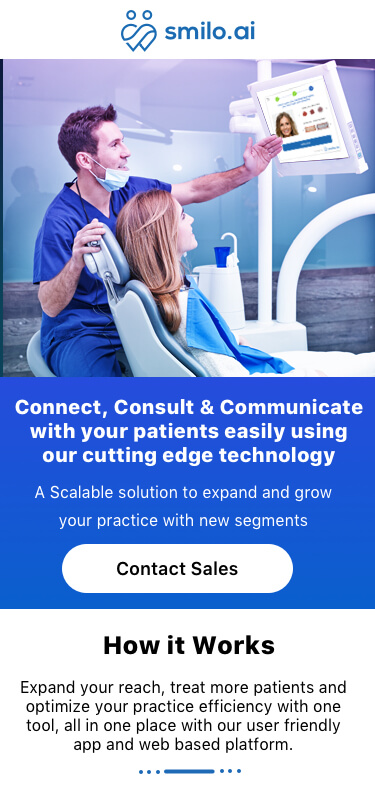 smilo.ai
Connect, Consult & Communicate
with your patients easily using
our cutting edge technology
A Scalable solution to expand and grow
your practice with new segments
Contact Sales
How it Works
Expand your reach, treat more patients and
optimize your practice efficiency with one
tool, all in one place with our user friendly
app and web based platform.